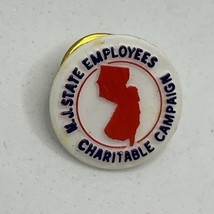 N.J. STATE EMPLOYEES
CHARITABLE CAMPAIGN